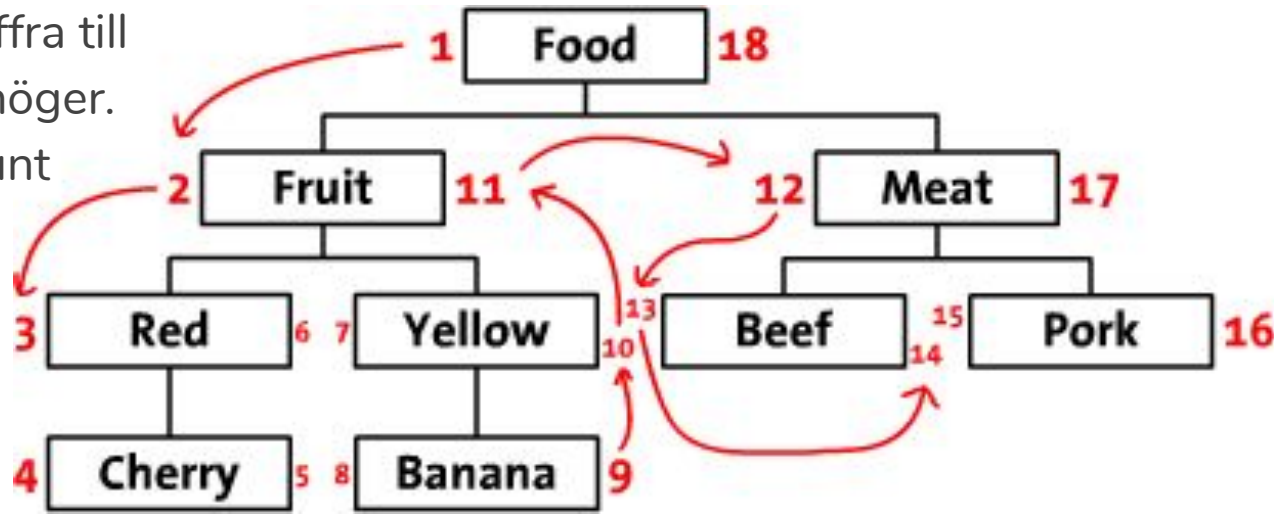 ffra till
höger.
unt
1 Food 18
2 Fruit 11 12 Meat 17
3 Red 6 7 Yellow 10 13 Beef 14 15 Pork 16
4 Cherry 5 8 Banana 9